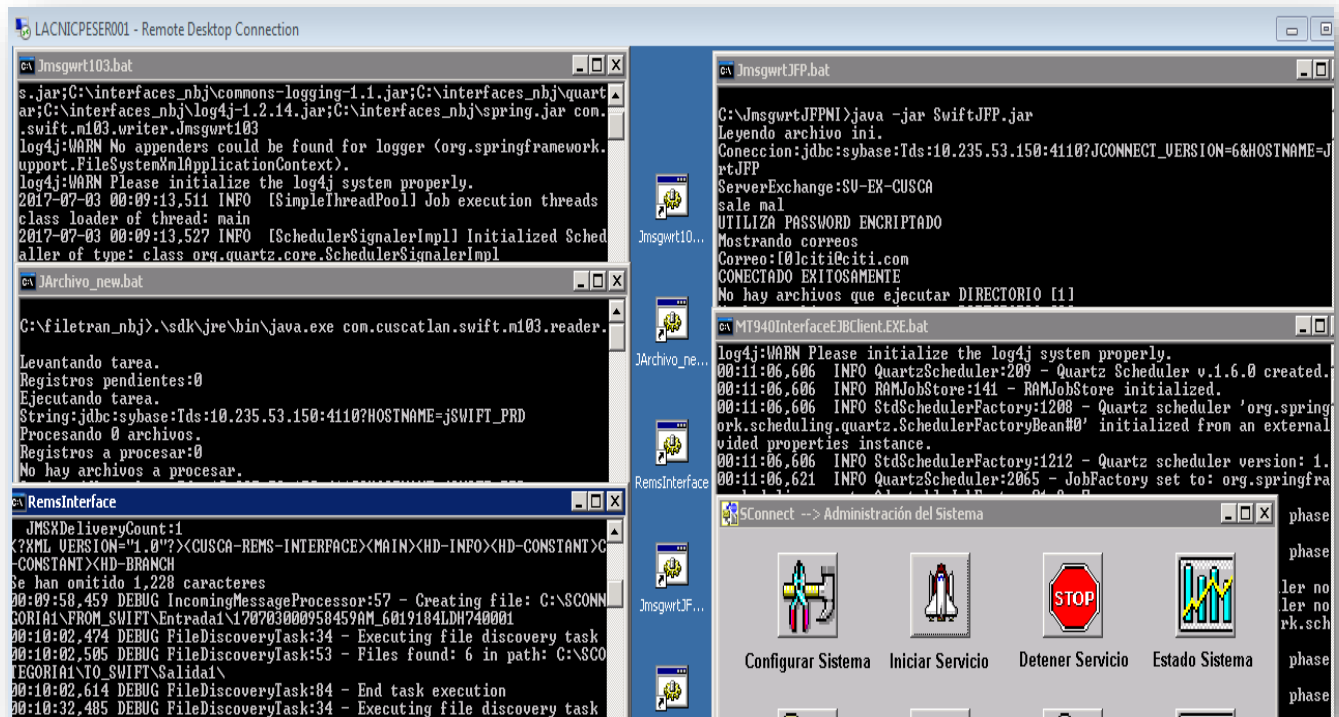 LACNICPESER001 - Remote Desktop Connection
Jmsgwrt103.bat
s.jar;C:\interfaces_nbj\commons-logging-1.1.jar;C:\interfaces_nbj\quart
ar;C:\interfaces_nbj\log4j-1.2.14.jar;C:\interfaces_nbj\spring.jar com.
.swift.m103.writer.Jmsgwrt103
log4j:WARN No appenders could be found for logger (org.springframework.
upport.FileSystemXmlApplicationContext).
log4j:WARN Please initialize the log4j system properly.
2017-07-03 00:09:13,511 INFO  [SimpleThreadPool] Job execution threads
class loader of thread: main
2017-07-03 00:09:13,527 INFO  [SchedulerSignalerImpl] Initialized Sched
aller of type: class org.quartz.core.SchedulerSignalerImpl
JArchivo_new.bat
C:\filetran_nbj>.\sdk\jre\bin\java.exe com.cuscatlan.swift.m103.reader.
Levantando tarea.
Registros pendientes:0
Ejecutando tarea.
String:jdbc:sybase:Tds:10.235.53.150:4110?HOSTNAME=jSWIFT_PRD
Procesando 0 archivos.
Registros a procesar:0
No hay archivos a procesar.
RemsInterface
JMSXDeliveryCount:1
<?XML VERSION="1.0"?><CUSCA-REMS-INTERFACE><MAIN><HD-INFO><HD-CONSTANT>C
-CONSTANT><HD-BRANCH
Se han omitido 1,228 caracteres
00:09:58,459 DEBUG IncomingMessageProcessor:57 - Creating file: C:\SCONN
GORIA1\FROM_SWIFT\Entrada1\170703000958459AM_6019184LDH740001
00:10:02,474 DEBUG FileDiscoveryTask:34 - Executing file discovery task
00:10:02,505 DEBUG FileDiscoveryTask:53 - Files found: 6 in path: C:\SCO
TEGORIA1\TO_SWIFT\Salida1\
00:10:02,614 DEBUG FileDiscoveryTask:84 - End task execution
00:10:32,485 DEBUG FileDiscoveryTask:34 - Executing file discovery task
Jmsgwrt10...
JArchivo_ne...
RemsInterface
JmsgwrtJF...
JmsgwrtJFP.bat
C:\JmsgwrtJFPNI>java -jar SwiftJFP.jar
Leyendo archivo ini.
Coneccion:jdbc:sybase:Tds:10.235.53.150:4110?JCONNECT_VERSION=6&HOSTNAME=J
rtJFP
ServerExchange:SV-EX-CUSCA
sale mal
UTILIZA PASSWORD ENCRIPTADO
Mostrando correos
Correo:[0]citi@citi.com
CONECTADO EXITOSAMENTE
No hay archivos que ejecutar DIRECTORIO [1]
MT940InterfaceEJBClient.EXE.bat
log4j:WARN Please initialize the log4j system properly.
00:11:06,606  INFO QuartzScheduler:209 - Quartz Scheduler v.1.6.0 created.
00:11:06,606  INFO RAMJobStore:141 - RAMJobStore initialized.
00:11:06,606  INFO StdSchedulerFactory:1208 - Quartz scheduler 'org.spring
ork.scheduling.quartz.SchedulerFactoryBean#0' initialized from an external
vided properties instance.
00:11:06,606  INFO StdSchedulerFactory:1212 - Quartz scheduler version: 1.
00:11:06,621  INFO QuartzScheduler:2065 - JobFactory set to: org.springfra
SConnect --> Administración del Sistema
STOP
Configurar Sistema
Iniciar Servicio
Detener Servicio
Estado Sistema
phase
phase
ler no
ler no
rk.sch
phase
phase